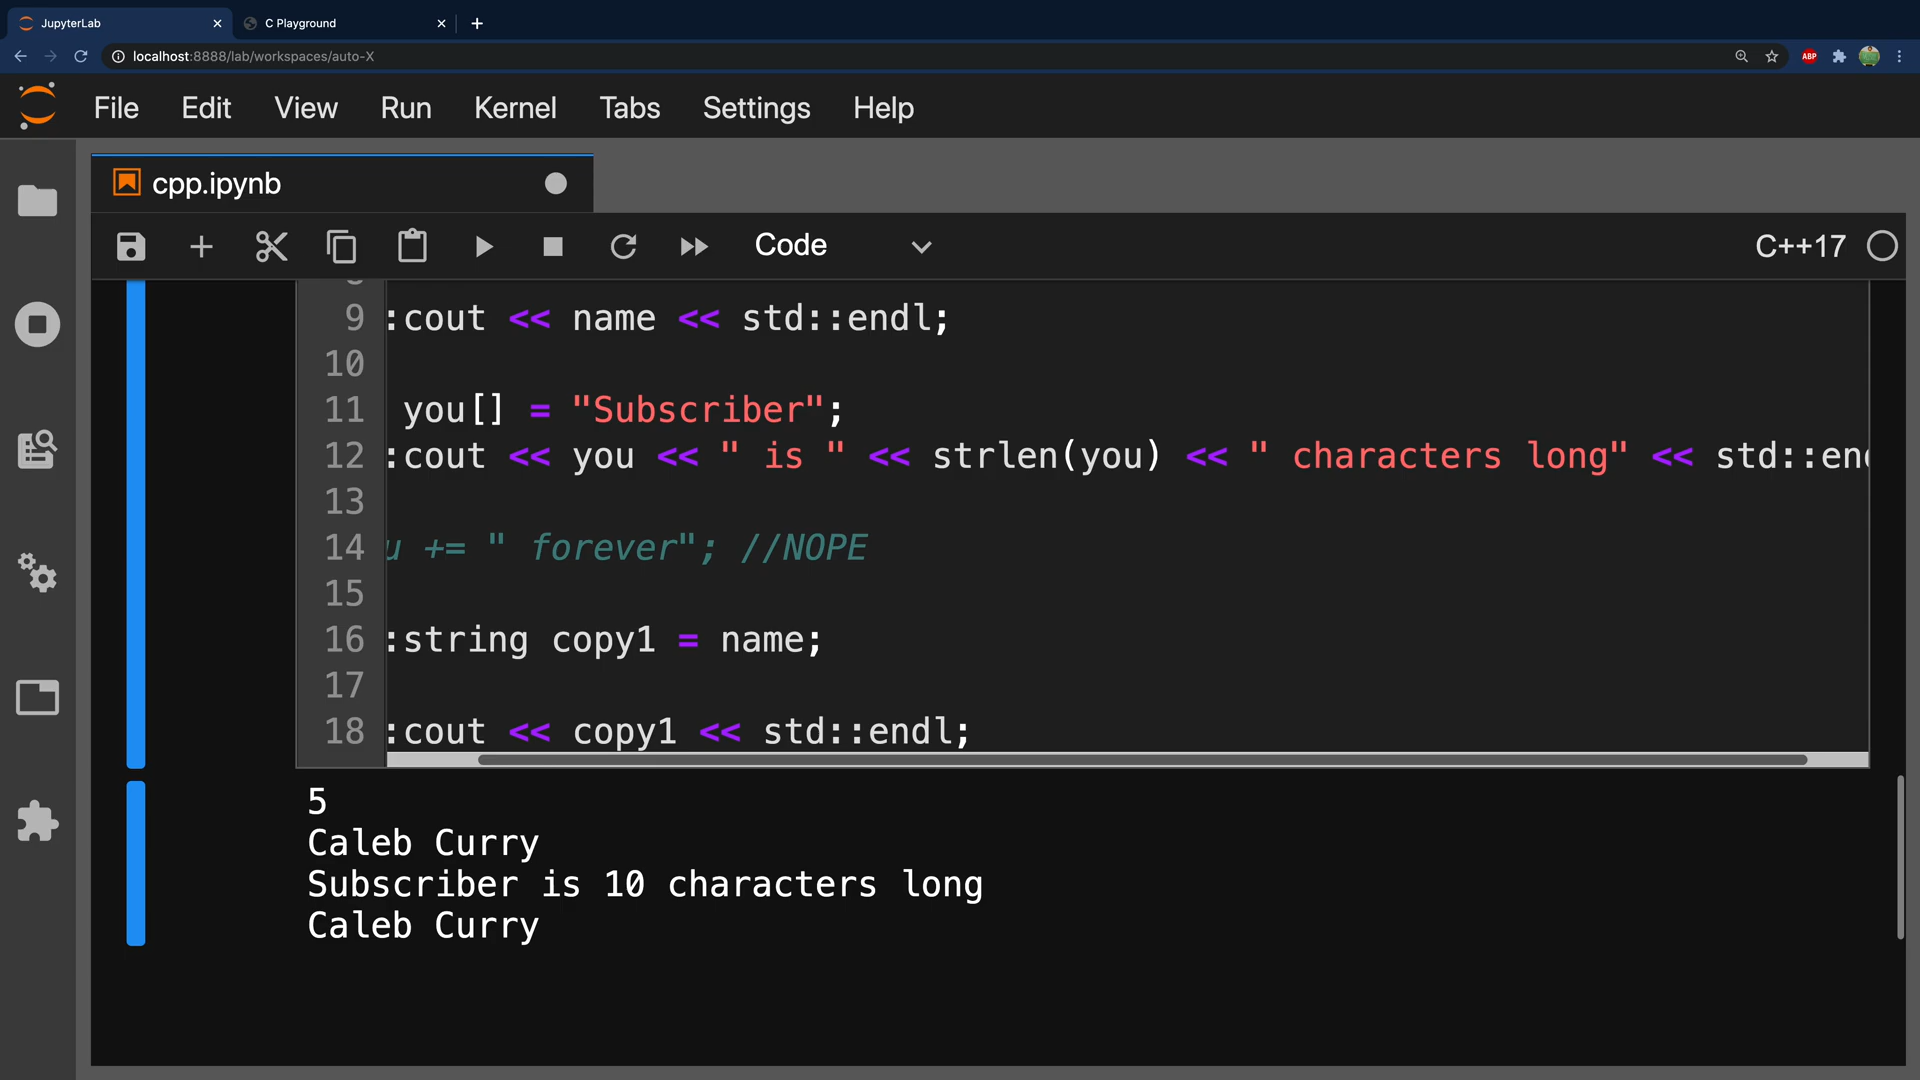 JupyterLab
C Playground
localhost:8888/lab/workspaces/auto-X
ABP
File Edit View Run Kernel Tabs Settings Help
cpp.ipynb
Code
C++17
9 :cout << name << std::endl;
10
11 you[] = "Subscriber";
12 :cout << you << " is " << strlen(you) << " characters long" << std::en
13
14 u += " forever"; //NOPE
15
16 :string copy1 = name;
17
18 :cout << copy1 << std::endl;
5
Caleb Curry
Subscriber is 10 characters long
Caleb Curry